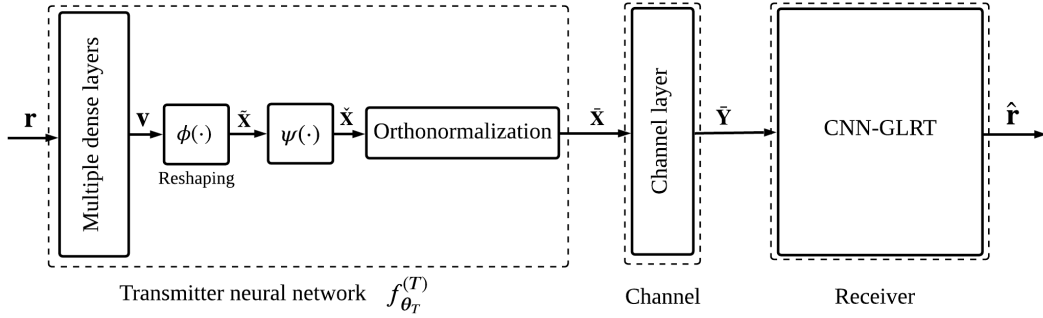 r
Multiple dense layers
v
ϕ(·)
Reshaping
X̃
ψ(·)
X̌
Orthonormalization
X̄
Channel layer
Ȳ
CNN-GLRT
r̂
Transmitter neural network f_{θ_T}^{(T)}
Channel
Receiver